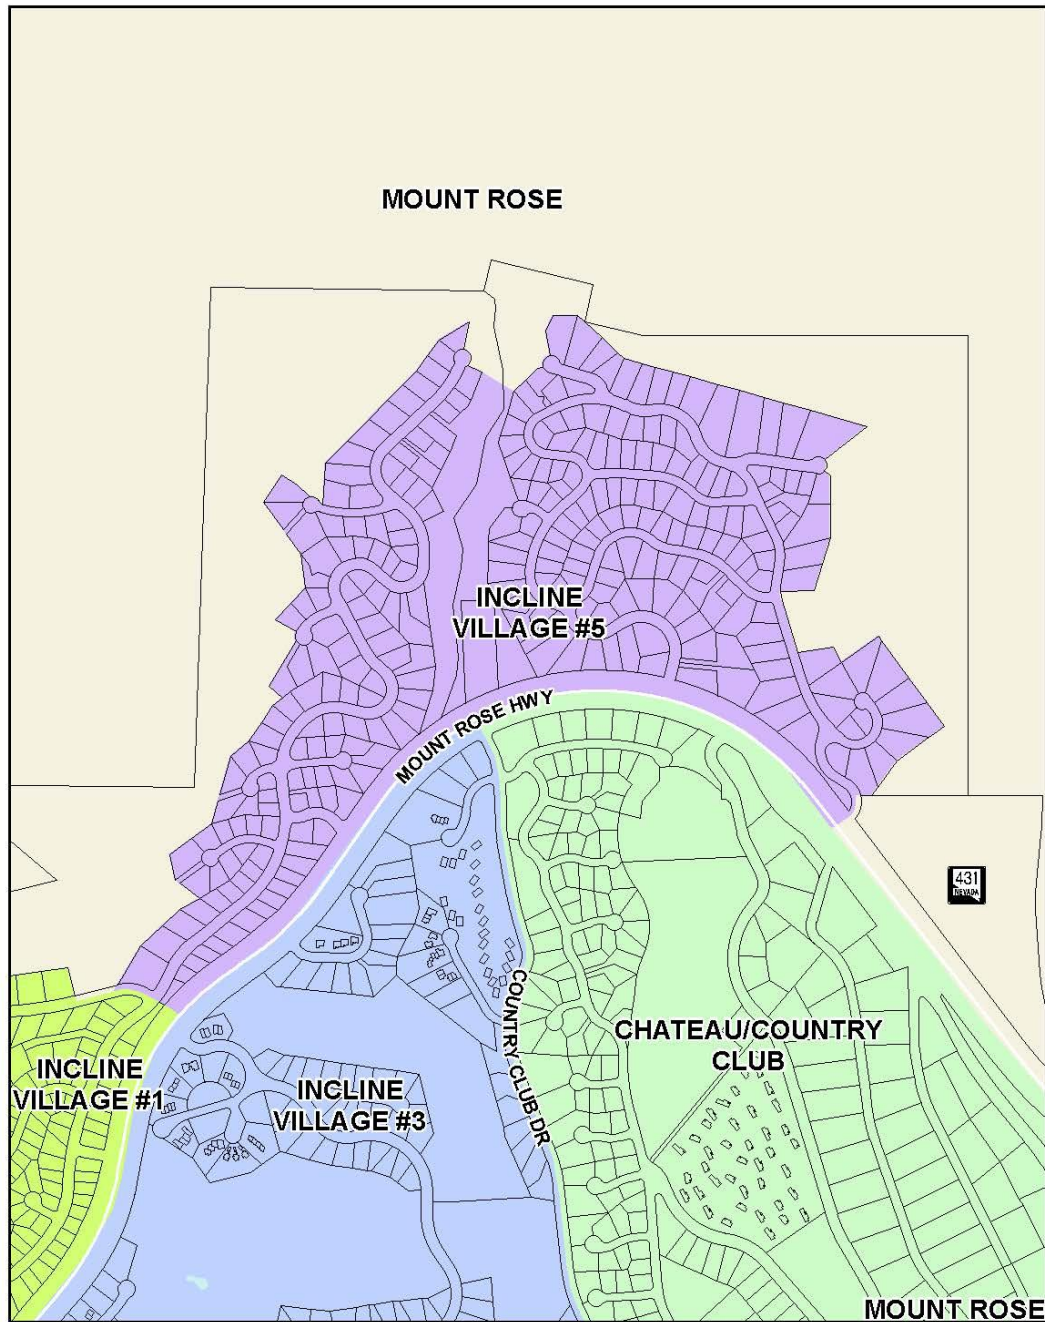 MOUNT ROSE
INCLINE
VILLAGE #5
MOUNT ROSE HWY
431
NEVADA
COUNTRY CLUB DR
CHATEAU/COUNTRY
CLUB
INCLINE
VILLAGE #1
INCLINE
VILLAGE #3
MOUNT ROSE